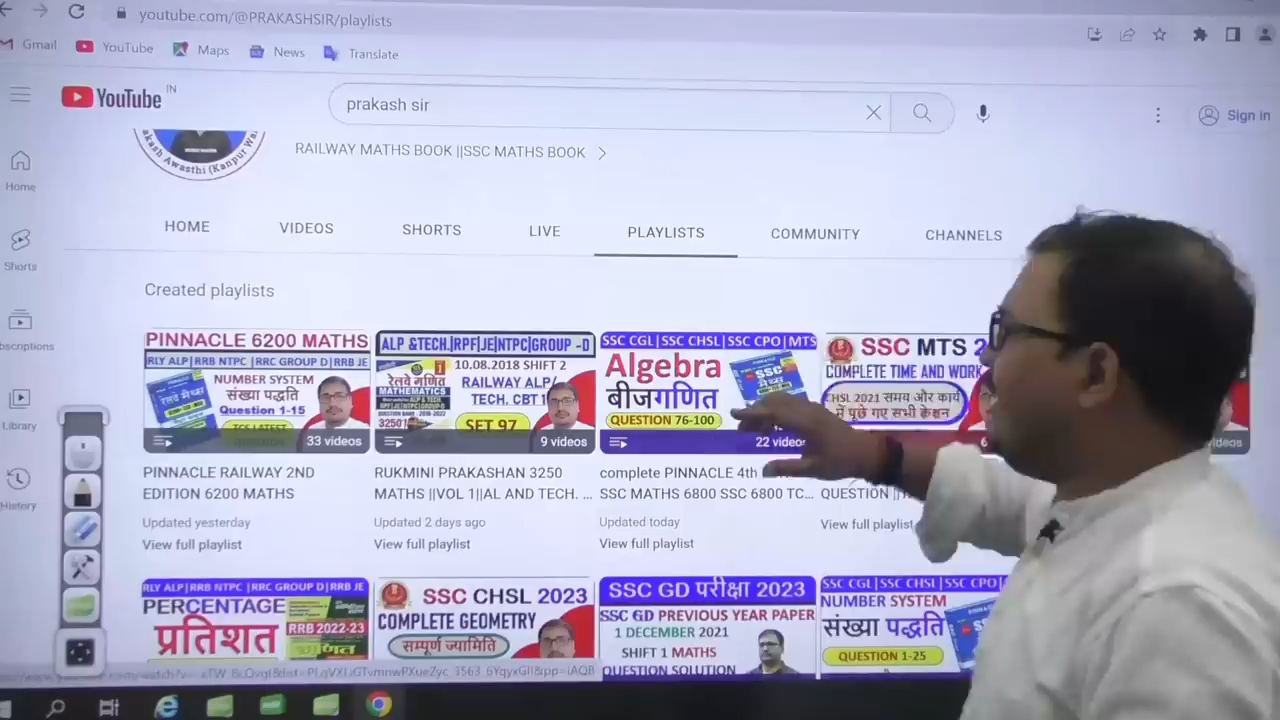 youtube.com/@PRAKASHSIR/playlists
Gmail
YouTube
Maps
News
Translate
YouTube IN
prakash sir
Sign in
Home
Shorts
Library
History
RAILWAY MATHS BOOK ||SSC MATHS BOOK
HOME
VIDEOS
SHORTS
LIVE
PLAYLISTS
COMMUNITY
CHANNELS
Created playlists
PINNACLE 6200 MATHS
RLY ALP|RRB NTPC |RRC GROUP D|RRB JE
NUMBER SYSTEM
संख्या पद्धति
Question 1-15
33 videos
PINNACLE RAILWAY 2ND
EDITION 6200 MATHS
Updated yesterday
View full playlist
ALP &TECH.|RPF|JE|NTPC|GROUP -D
10.08.2018 SHIFT 2
रेलवे गणित
MATHEMATICS
RAILWAY ALP/
TECH. CBT 1
SET 97
9 videos
RUKMINI PRAKASHAN 3250
MATHS ||VOL 1||AL AND TECH. ...
Updated 2 days ago
View full playlist
SSC CGL|SSC CHSL|SSC CPO|MTS
Algebra
बीजगणित
QUESTION 76-100
22 videos
complete PINNACLE 4th
SSC MATHS 6800 SSC 6800 TC...
Updated today
View full playlist
SSC MTS 2
COMPLETE TIME AND WORK
CHSL 2021 समय और कार्य
में पूछे गए सभी क्वेशन
QUESTION
View full playlist
RLY ALP|RRB NTPC |RRC GROUP D|RRB JE
PERCENTAGE
प्रतिशत
RRB 2022-23
SSC CHSL 2023
COMPLETE GEOMETRY
सम्पूर्ण ज्यामिति
SSC GD परीक्षा 2023
SSC GD PREVIOUS YEAR PAPER
1 DECEMBER 2021
SHIFT 1 MATHS
QUESTION SOLUTION
SSC CGL|SSC CHSL|SSC CPO
NUMBER SYSTEM
संख्या पद्धति
QUESTION 1-25